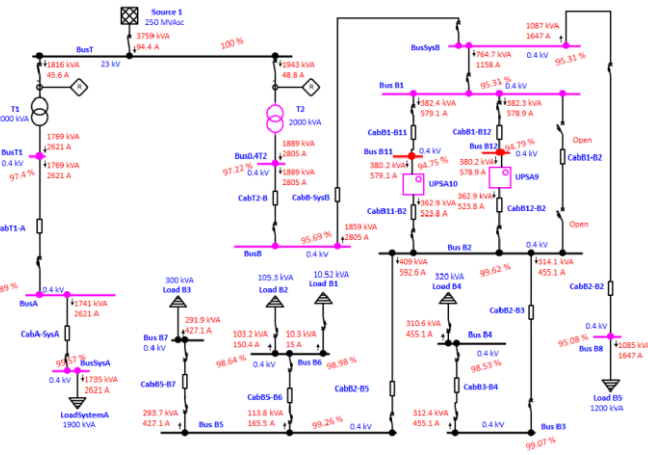 Source 1
250 MVAsc
3759 kVA
94.4 A
BusT
100 %
23 kV
1816 kVA
45.6 A
R
1943 kVA
48.8 A
R
T1
2000 kVA
T2
2000 kVA
1769 kVA
2621 A
BusT1
0.4 kV
1769 kVA
2621 A
97.4 %
1889 kVA
2805 A
Bus0.4T2
97.22 %
0.4 kV
1889 kVA
2805 A
CabT1-A
CabT2-B
CabB-SysB
1859 kVA
2805 A
95.69 %
BusB
0.4 kV
89 %
0.4 kV
BusA
1741 kVA
2621 A
CabA-SysA
BusSysA
0.4 kV
1735 kVA
2621 A
LoadSystemA
1900 kVA
1087 kVA
1647 A
BusSysB
0.4 kV
95.31 %
764.7 kVA
1158 A
95.31 %
Bus B1
0.4 kV
382.4 kVA
579.1 A
382.3 kVA
578.9 A
CabB1-B11
CabB1-B12
Open
CabB1-B2
Bus B11
0.4 kV
94.75 %
380.2 kVA
579.1 A
Bus B12
94.79 %
0.4 kV
380.2 kVA
578.9 A
UPSA10
UPSA9
362.9 kVA
523.8 A
362.9 kVA
523.8 A
CabB11-B2
CabB12-B2
Open
Bus B2
0.4 kV
99.62 %
409 kVA
592.6 A
314.1 kVA
455.1 A
CabB2-B2
CabB2-B3
0.4 kV
95.08 %
Bus B8
1085 kVA
1647 A
Load B5
1200 kVA
300 kVA
Load B3
291.9 kVA
427.1 A
Bus B7
0.4 kV
105.3 kVA
Load B2
10.52 kVA
Load B1
103.2 kVA
150.4 A
10.3 kVA
15 A
98.64 %
98.98 %
0.4 kV
Bus B6
320 kVA
Load B4
310.6 kVA
455.1 A
Bus B4
0.4 kV
98.53 %
CabB5-B7
CabB5-B6
CabB2-B5
CabB3-B4
293.7 kVA
427.1 A
113.8 kVA
165.5 A
99.26 %
Bus B5
0.4 kV
312.4 kVA
455.1 A
0.4 kV
Bus B3
99.07 %